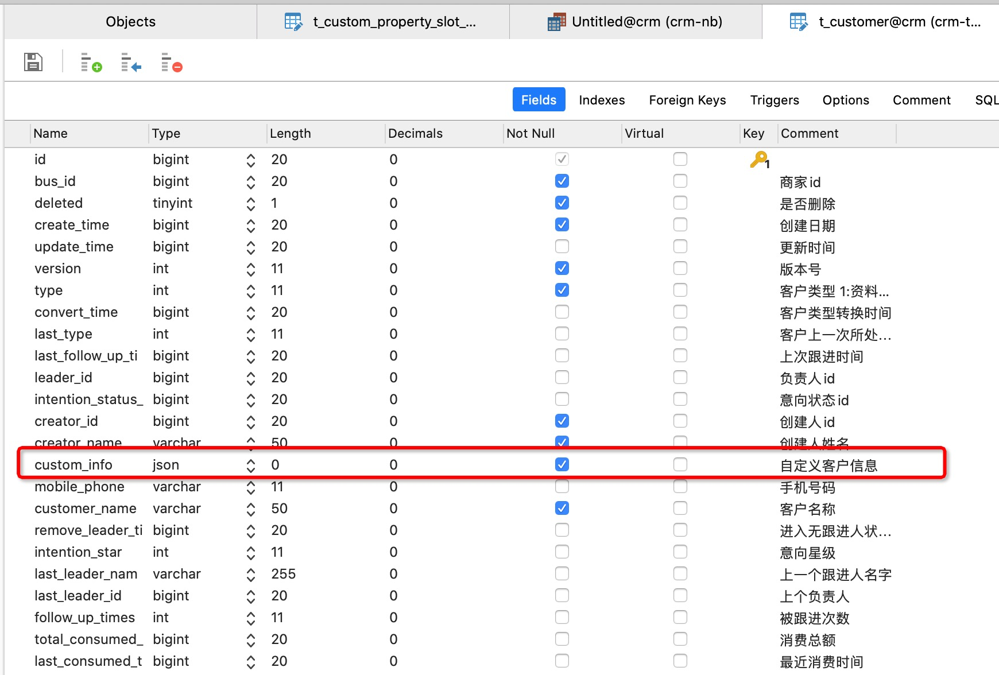 Objects t_custom_property_slot_... Untitled@crm (crm-nb) t_customer@crm (crm-t...
Fields Indexes Foreign Keys Triggers Options Comment SQL
Name Type Length Decimals Not Null Virtual Key Comment
id bigint 20 0 1
bus_id bigint 20 0 商家id
deleted tinyint 1 0 是否删除
create_time bigint 20 0 创建日期
update_time bigint 20 0 更新时间
version int 11 0 版本号
type int 11 0 客户类型 1:资料...
convert_time bigint 20 0 客户类型转换时间
last_type int 11 0 客户上一次所处...
last_follow_up_ti bigint 20 0 上次跟进时间
leader_id bigint 20 0 负责人id
intention_status_ bigint 20 0 意向状态id
creator_id bigint 20 0 创建人id
creator_name varchar 50 0 创建人姓名
custom_info json 0 自定义客户信息
mobile_phone varchar 11 0 手机号码
customer_name varchar 50 0 客户名称
remove_leader_ti bigint 20 0 进入无跟进人状...
intention_star int 11 0 意向星级
last_leader_nam varchar 255 0 上一个跟进人名字
last_leader_id bigint 20 0 上个负责人
follow_up_times int 11 0 被跟进次数
total_consumed_ bigint 20 0 消费总额
last_consumed_t bigint 20 0 最近消费时间